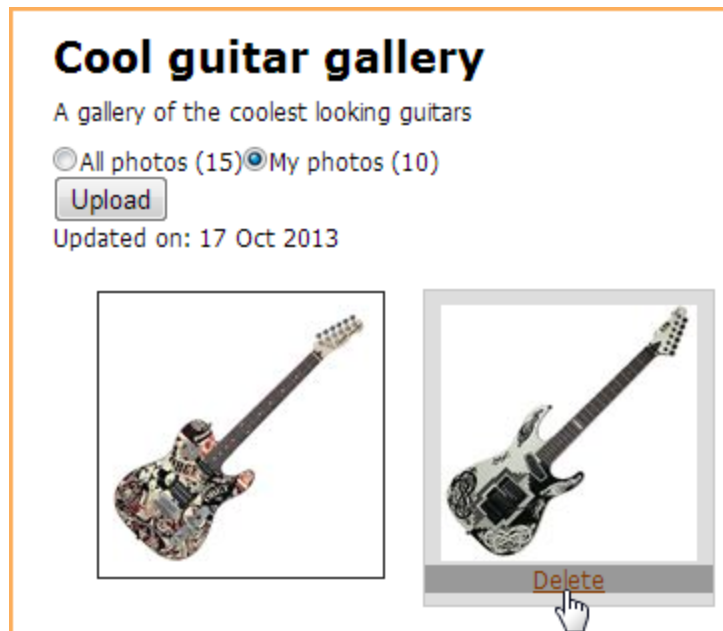 Cool guitar gallery
A gallery of the coolest looking guitars
All photos (15) My photos (10)
Upload
Updated on: 17 Oct 2013
Delete